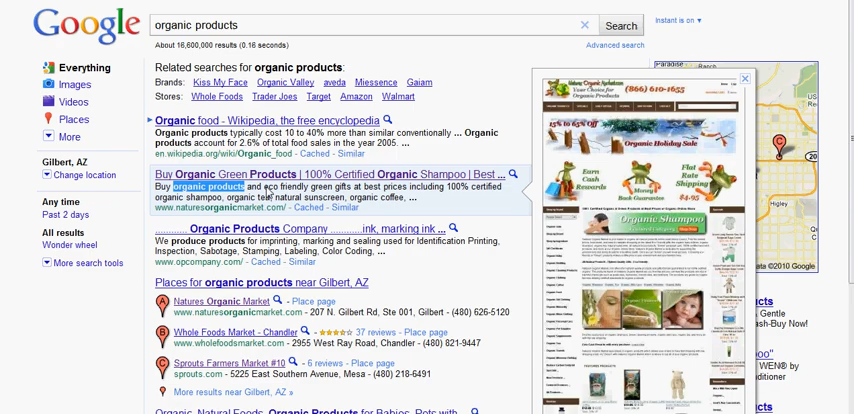 Google
organic products
Search
Instant is on ▼
About 16,600,000 results (0.16 seconds)
Advanced search
Everything
Images
Videos
Places
More
Gilbert, AZ
Change location
Any time
Past 2 days
All results
Wonder wheel
More search tools
Related searches for organic products:
Brands: Kiss My Face Organic Valley aveda Miessence Gaiam
Stores: Whole Foods Trader Joes Target Amazon Walmart
Organic food - Wikipedia, the free encyclopedia
Organic products typically cost 10 to 40% more than similar conventionally ... Organic
products account for 2.6% of total food sales in the year 2005. ...
en.wikipedia.org/wiki/Organic_food - Cached - Similar
Buy Organic Green Products | 100% Certified Organic Shampoo | Best ...
Buy organic products and eco friendly green gifts at best prices including 100% certified
organic shampoo, organic tea, natural sunscreen, organic coffee, ...
www.naturesorganicmarket.com/ - Cached - Similar
............ Organic Products Company ............ink, marking ink ...
We produce products for imprinting, marking and sealing used for Identification Printing,
Inspection, Sabotage, Stamping, Labeling, Color Coding, ...
www.opcompany.com/ - Cached - Similar
Places for organic products near Gilbert, AZ
A Natures Organic Market - Place page
www.naturesorganicmarket.com - 207 N. Gilbert Rd, Ste 001, Gilbert - (480) 626-5120
B Whole Foods Market - Chandler 37 reviews - Place page
www.wholefoodsmarket.com - 2955 West Ray Road, Chandler - (480) 821-9447
C Sprouts Farmers Market #10 - 6 reviews - Place page
sprouts.com - 5225 East Southern Avenue, Mesa - (480) 218-6491
More results near Gilbert, AZ »
Organic, Natural Foods, Organic Products for Babies, Pets with
Your Choice for
Organic Products
(866) 610-1655
15% to 65% OFF
Organic Holiday Sale
Earn
Cash
Rewards
Flat
Rate
Shipping
$4.95
Organic Shampoo
FEATURED PRODUCTS
Paradise
Ranch
C
Higley
ata ©2010 Google
cts
Gentle
ash-Buy Now!
oo"
WEN® by
ditioner
cts